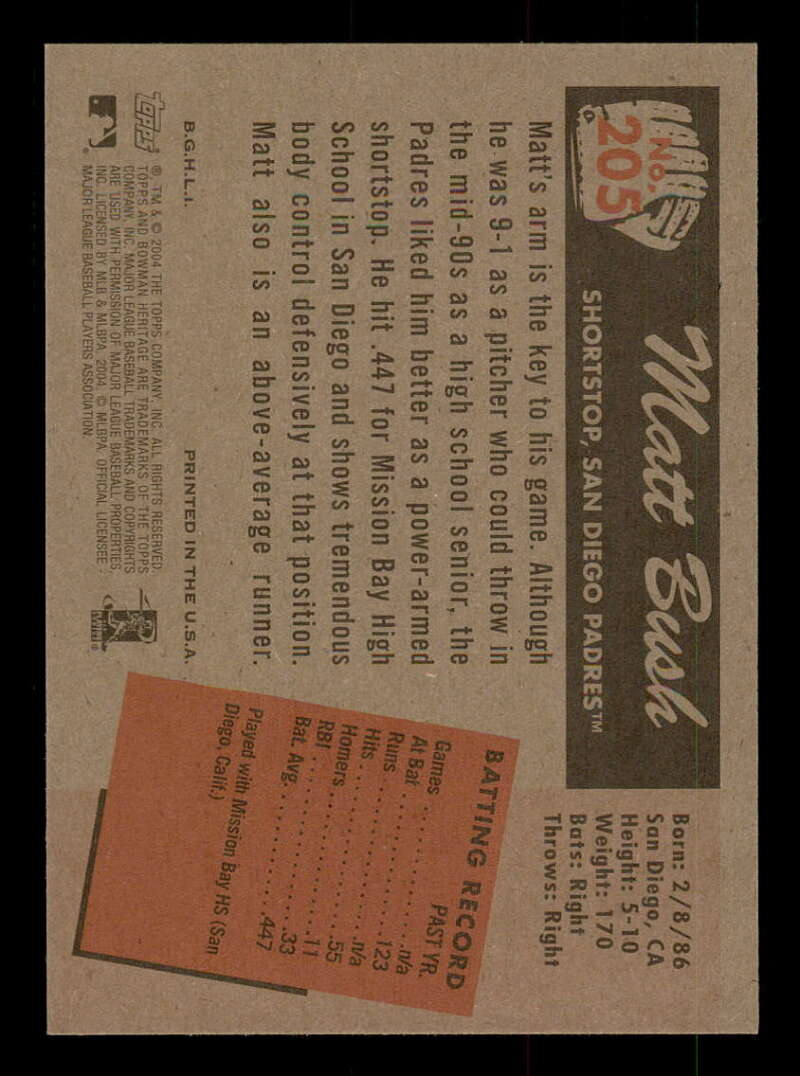 No.
205
Matt Bush
SHORTSTOP, SAN DIEGO PADRES™
Born: 2/8/86
San Diego, CA
Height: 5-10
Weight: 170
Bats: Right
Throws: Right
Matt's arm is the key to his game. Although
he was 9-1 as a pitcher who could throw in
the mid-90s as a high school senior, the
Padres liked him better as a power-armed
shortstop. He hit .447 for Mission Bay High
School in San Diego and shows tremendous
body control defensively at that position.
Matt also is an above-average runner.
BATTING RECORD
PAST YR.
Games . . . . . . . . . . . .n/a
At Bat . . . . . . . . . . . .123
Runs . . . . . . . . . . . . .n/a
Hits . . . . . . . . . . . . . .55
Homers . . . . . . . . . . . .11
RBI . . . . . . . . . . . . . .33
Bat. Avg. . . . . . . . . . .447
Played with Mission Bay HS (San
Diego, Calif.)
B.G.H.L.I. PRINTED IN THE U.S.A.
Topps
® TM & © 2004 THE TOPPS COMPANY, INC. ALL RIGHTS RESERVED.
TOPPS AND BOWMAN HERITAGE ARE TRADEMARKS OF THE TOPPS
COMPANY, INC. MAJOR LEAGUE BASEBALL TRADEMARKS AND COPYRIGHTS
ARE USED WITH PERMISSION OF MAJOR LEAGUE BASEBALL PROPERTIES,
INC. LICENSED BY MLB & MLBPA 2004. © MLBPA. OFFICIAL LICENSEE -
MAJOR LEAGUE BASEBALL PLAYERS ASSOCIATION.